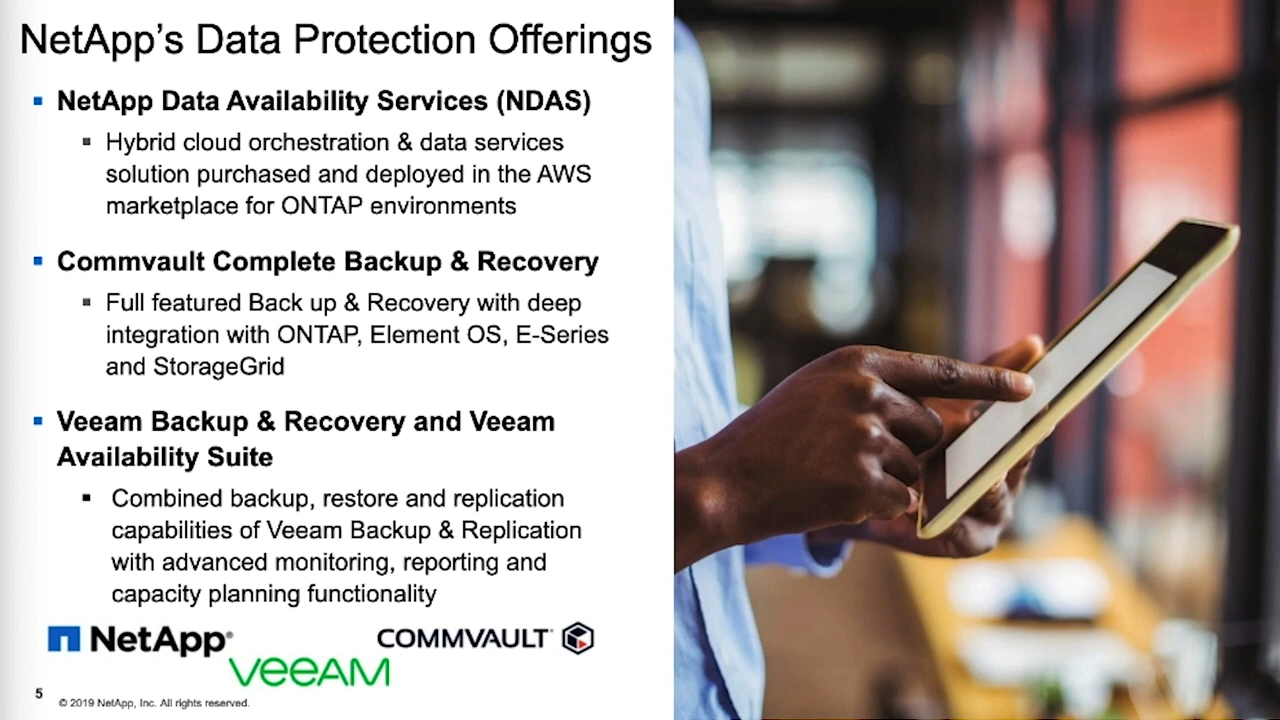 NetApp’s Data Protection Offerings
▪ NetApp Data Availability Services (NDAS)
▪ Hybrid cloud orchestration & data services
solution purchased and deployed in the AWS
marketplace for ONTAP environments
▪ Commvault Complete Backup & Recovery
▪ Full featured Back up & Recovery with deep
integration with ONTAP, Element OS, E-Series
and StorageGrid
▪ Veeam Backup & Recovery and Veeam
Availability Suite
▪ Combined backup, restore and replication
capabilities of Veeam Backup & Replication
with advanced monitoring, reporting and
capacity planning functionality
NetApp®
COMMVAULT
veeam
5
© 2019 NetApp, Inc. All rights reserved.